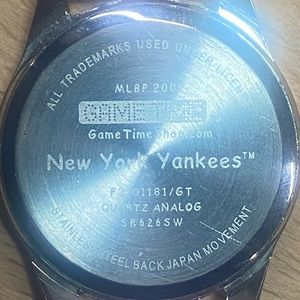 ALL TRADEMARKS USED UNDER LICENSE
MLBP 200
GAMETIME
GameTimeShop.com
New York Yankees™
01181/GT
QUARTZ ANALOG
SR626SW
STAINLESS STEEL BACK JAPAN MOVEMENT